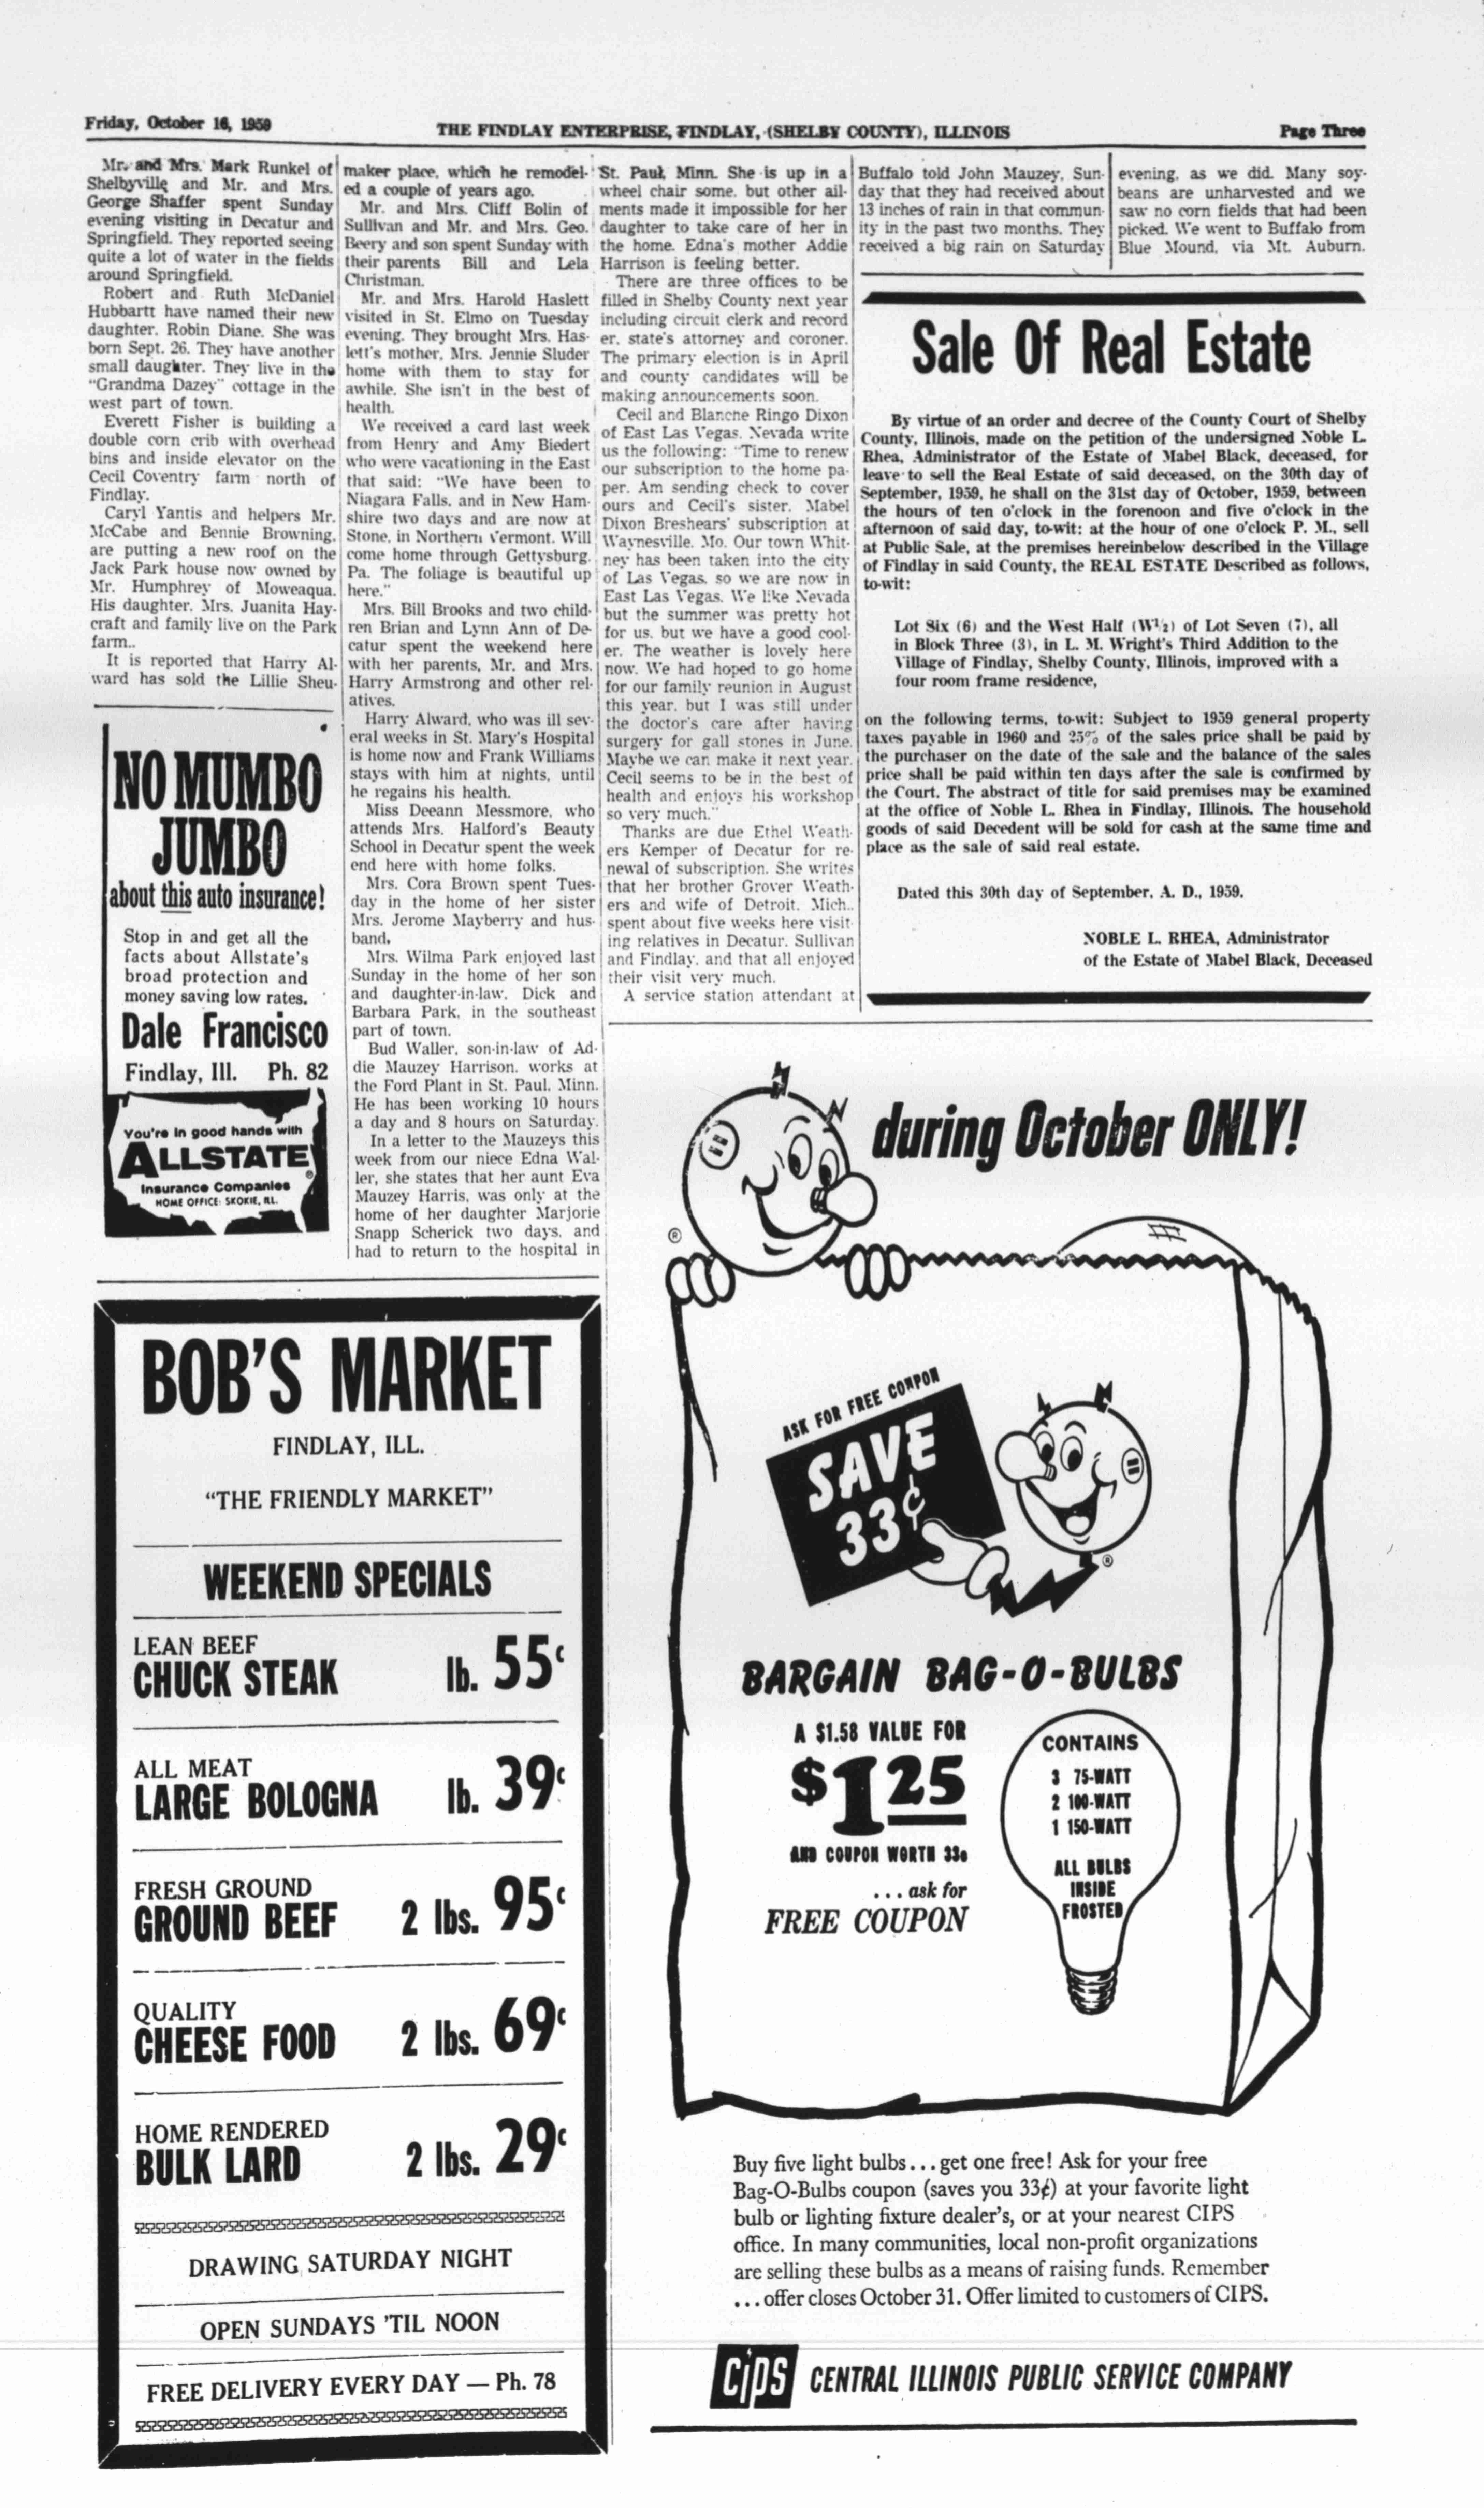 Friday, October 16, 1959
THE FINDLAY ENTERPRISE, FINDLAY, (SHELBY COUNTY), ILLINOIS
Page Three
Mr. and Mrs. Mark Runkel of
Shelbyville and Mr. and Mrs.
George Shaffer spent Sunday
evening visiting in Decatur and
Springfield. They reported seeing
quite a lot of water in the fields
around Springfield.
Robert and Ruth McDaniel
Hubbartt have named their new
daughter, Robin Diane. She was
born Sept. 26. They have another
small daughter. They live in the
"Grandma Dazey" cottage in the
west part of town.
Everett Fisher is building a
double corn crib with overhead
bins and inside elevator on the
Cecil Coventry farm north of
Findlay.
Caryl Yantis and helpers Mr.
McCabe and Bennie Browning,
are putting a new roof on the
Jack Park house now owned by
Mr. Humphrey of Moweaqua.
His daughter, Mrs. Juanita Hay-
craft and family live on the Park
farm..
It is reported that Harry Al-
ward has sold the Lillie Sheu-
NO MUMBO
JUMBO
about this auto insurance!
Stop in and get all the
facts about Allstate's
broad protection and
money saving low rates.
Dale Francisco
Findlay, Ill. Ph. 82
You're in good hands with
ALLSTATE
®
Insurance Companies
HOME OFFICE: SKOKIE, ILL.
maker place, which he remodel-
ed a couple of years ago.
Mr. and Mrs. Cliff Bolin of
Sullivan and Mr. and Mrs. Geo.
Beery and son spent Sunday with
their parents Bill and Lela
Christman.
Mr. and Mrs. Harold Haslett
visited in St. Elmo on Tuesday
evening. They brought Mrs. Has-
lett's mother, Mrs. Jennie Sluder
home with them to stay for
awhile. She isn't in the best of
health.
We received a card last week
from Henry and Amy Biedert
who were vacationing in the East
that said: "We have been to
Niagara Falls, and in New Ham-
shire two days and are now at
Stone, in Northern Vermont. Will
come home through Gettysburg,
Pa. The foliage is beautiful up
here."
Mrs. Bill Brooks and two child-
ren Brian and Lynn Ann of De-
catur spent the weekend here
with her parents, Mr. and Mrs.
Harry Armstrong and other rel-
atives.
Harry Alward, who was ill sev-
eral weeks in St. Mary's Hospital
is home now and Frank Williams
stays with him at nights, until
he regains his health.
Miss Deeann Messmore, who
attends Mrs. Halford's Beauty
School in Decatur spent the week
end here with home folks.
Mrs. Cora Brown spent Tues-
day in the home of her sister
Mrs. Jerome Mayberry and hus-
band.
Mrs. Wilma Park enjoyed last
Sunday in the home of her son
and daughter-in-law, Dick and
Barbara Park, in the southeast
part of town.
Bud Waller, son-in-law of Ad-
die Mauzey Harrison, works at
the Ford Plant in St. Paul, Minn.
He has been working 10 hours
a day and 8 hours on Saturday.
In a letter to the Mauzeys this
week from our niece Edna Wal-
ler, she states that her aunt Eva
Mauzey Harris, was only at the
home of her daughter Marjorie
Snapp Scherick two days, and
had to return to the hospital in
St. Paul, Minn. She is up in a
wheel chair some, but other ail-
ments made it impossible for her
daughter to take care of her in
the home. Edna's mother Addie
Harrison is feeling better.
There are three offices to be
filled in Shelby County next year
including circuit clerk and record
er, state's attorney and coroner.
The primary election is in April
and county candidates will be
making announcements soon.
Cecil and Blancne Ringo Dixon
of East Las Vegas, Nevada write
us the following: "Time to renew
our subscription to the home pa-
per. Am sending check to cover
ours and Cecil's sister, Mabel
Dixon Breshears' subscription at
Waynesville, Mo. Our town Whit-
ney has been taken into the city
of Las Vegas, so we are now in
East Las Vegas. We like Nevada
but the summer was pretty hot
for us, but we have a good cool-
er. The weather is lovely here
now. We had hoped to go home
for our family reunion in August
this year, but I was still under
the doctor's care after having
surgery for gall stones in June.
Maybe we can make it next year.
Cecil seems to be in the best of
health and enjoys his workshop
so very much."
Thanks are due Ethel Weath-
ers Kemper of Decatur for re-
newal of subscription. She writes
that her brother Grover Weath-
ers and wife of Detroit, Mich..
spent about five weeks here visit-
ing relatives in Decatur, Sullivan
and Findlay, and that all enjoyed
their visit very much.
A service station attendant at
Buffalo told John Mauzey, Sun-
day that they had received about
13 inches of rain in that commun-
ity in the past two months. They
received a big rain on Saturday
evening, as we did. Many soy-
beans are unharvested and we
saw no corn fields that had been
picked. We went to Buffalo from
Blue Mound, via Mt. Auburn.
Sale Of Real Estate
By virtue of an order and decree of the County Court of Shelby
County, Illinois, made on the petition of the undersigned Noble L.
Rhea, Administrator of the Estate of Mabel Black, deceased, for
leave to sell the Real Estate of said deceased, on the 30th day of
September, 1959, he shall on the 31st day of October, 1959, between
the hours of ten o'clock in the forenoon and five o'clock in the
afternoon of said day, to-wit: at the hour of one o'clock P. M., sell
at Public Sale, at the premises hereinbelow described in the Village
of Findlay in said County, the REAL ESTATE Described as follows,
to-wit:
Lot Six (6) and the West Half (W½) of Lot Seven (7), all
in Block Three (3), in L. M. Wright's Third Addition to the
Village of Findlay, Shelby County, Illinois, improved with a
four room frame residence,
on the following terms, to-wit: Subject to 1959 general property
taxes payable in 1960 and 25% of the sales price shall be paid by
the purchaser on the date of the sale and the balance of the sales
price shall be paid within ten days after the sale is confirmed by
the Court. The abstract of title for said premises may be examined
at the office of Noble L. Rhea in Findlay, Illinois. The household
goods of said Decedent will be sold for cash at the same time and
place as the sale of said real estate.
Dated this 30th day of September, A. D., 1959.
NOBLE L. RHEA, Administrator
of the Estate of Mabel Black, Deceased
BOB'S MARKET
FINDLAY, ILL.
"THE FRIENDLY MARKET"
WEEKEND SPECIALS
LEAN BEEF
CHUCK STEAK lb. 55c
ALL MEAT
LARGE BOLOGNA lb. 39c
FRESH GROUND
GROUND BEEF 2 lbs. 95c
QUALITY
CHEESE FOOD 2 lbs. 69c
HOME RENDERED
BULK LARD 2 lbs. 29c
DRAWING SATURDAY NIGHT
OPEN SUNDAYS 'TIL NOON
FREE DELIVERY EVERY DAY — Ph. 78
during October ONLY!
®
ASK FOR FREE COUPON
SAVE
33¢
®
BARGAIN BAG-O-BULBS
A $1.58 VALUE FOR
$1 25
AND COUPON WORTH 33c
... ask for
FREE COUPON
CONTAINS
3 75-WATT
2 100-WATT
1 150-WATT
ALL BULBS
INSIDE
FROSTED
Buy five light bulbs...get one free! Ask for your free
Bag-O-Bulbs coupon (saves you 33¢) at your favorite light
bulb or lighting fixture dealer's, or at your nearest CIPS
office. In many communities, local non-profit organizations
are selling these bulbs as a means of raising funds. Remember
... offer closes October 31. Offer limited to customers of CIPS.
CIPS CENTRAL ILLINOIS PUBLIC SERVICE COMPANY